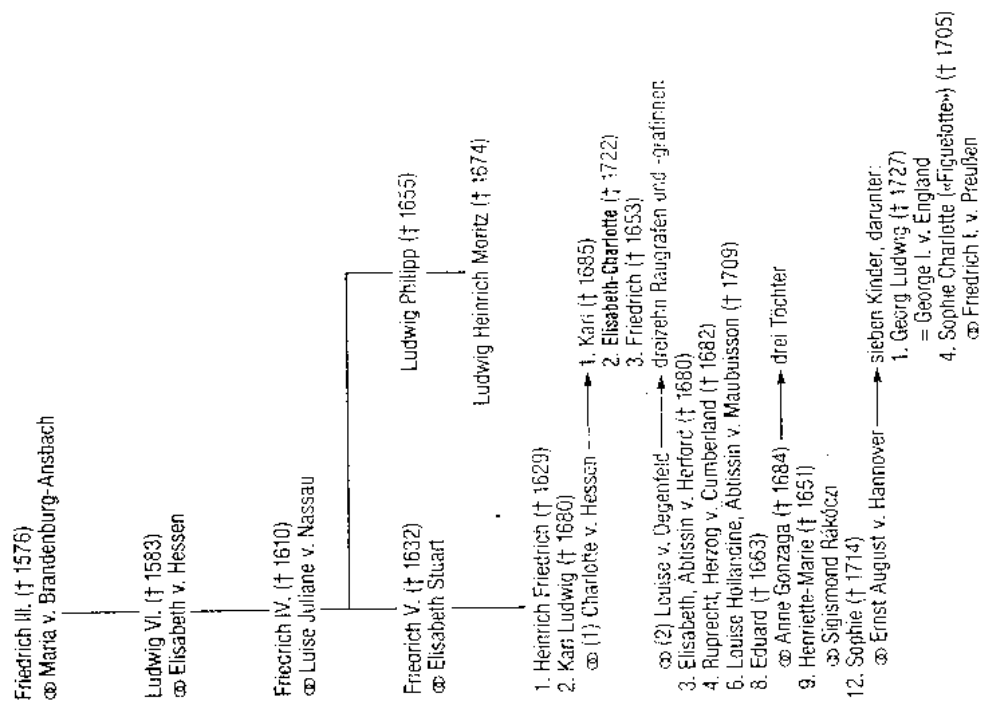 Friedrich III. († 1576)
⚭ Maria v. Brandenburg-Ansbach
Ludwig VI. († 1583)
⚭ Elisabeth v. Hessen
Friedrich IV. († 1610)
⚭ Luise Juliane v. Nassau
Friedrich V. († 1632)
⚭ Elisabeth Stuart
Ludwig Philipp († 1655)
Ludwig Heinrich Moritz († 1674)
1. Heinrich Friedrich († 1629)
2. Karl Ludwig († 1680)
⚭ (1) Charlotte v. Hessen → 1. Karl († 1685)
2. Elisabeth-Charlotte († 1722)
3. Friedrich († 1653)
⚭ (2) Louise v. Degenfeld → dreizehn Raugrafen und -gräfinnen
3. Elisabeth, Äbtissin v. Herford († 1680)
4. Ruprecht, Herzog v. Cumberland († 1682)
6. Louise Hollandine, Äbtissin v. Maubuisson († 1709)
8. Eduard († 1663)
⚭ Anne Gonzaga († 1684) → drei Töchter
9. Henriette-Marie († 1651)
⚭ Sigismond Rákóczi
12. Sophie († 1714)
⚭ Ernst August v. Hannover → sieben Kinder, darunter:
1. Georg Ludwig († 1727)
= George I. v. England
4. Sophie Charlotte («Figuelotte») († 1705)
⚭ Friedrich I. v. Preußen